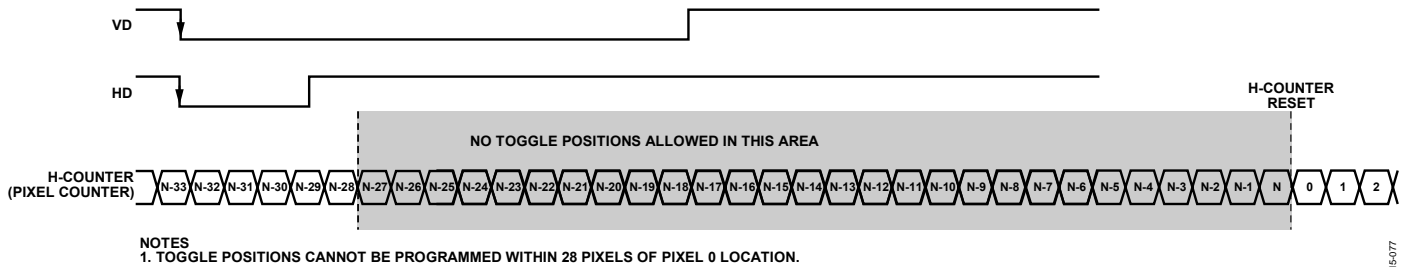 VD
HD
H-COUNTER
RESET
NO TOGGLE POSITIONS ALLOWED IN THIS AREA
H-COUNTER
(PIXEL COUNTER)
N-33 N-32 N-31 N-30 N-29 N-28 N-27 N-26 N-25 N-24 N-23 N-22 N-21 N-20 N-19 N-18 N-17 N-16 N-15 N-14 N-13 N-12 N-11 N-10 N-9 N-8 N-7 N-6 N-5 N-4 N-3 N-2 N-1 N 0 1 2
NOTES
1. TOGGLE POSITIONS CANNOT BE PROGRAMMED WITHIN 28 PIXELS OF PIXEL 0 LOCATION.